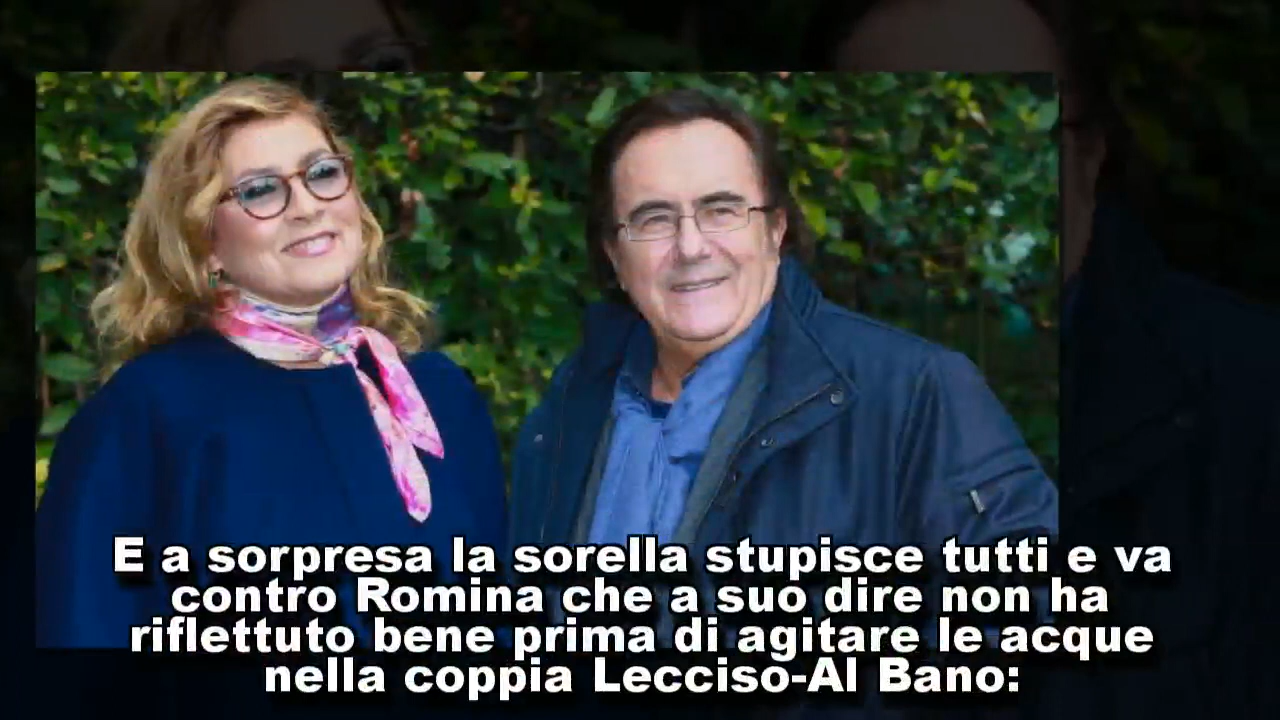 E a sorpresa la sorella stupisce tutti e va
contro Romina che a suo dire non ha
riflettuto bene prima di agitare le acque
nella coppia Lecciso-Al Bano: